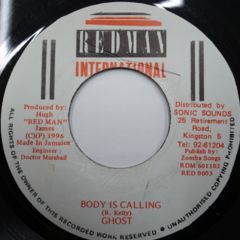 REDMAN
INTERNATIONAL
Produced by:
Hugh
"RED MAN"
James
(C)(P) 1996
Made in Jamaica
Engineer:
Doctor Marshall
Distributed by
SONIC SOUNDS
25 Retirement
Road,
Kingston 5
Tel: 92-61204
Publish by:
Zomba Songs
RDM 601102
RED 0003
BODY IS CALLING
(R. Kelly)
GHOST
ALL RIGHTS OF THE OWNER OF THIS RECORDED WORK RESERVED UNAUTHORISED COPYING PROHIBITED